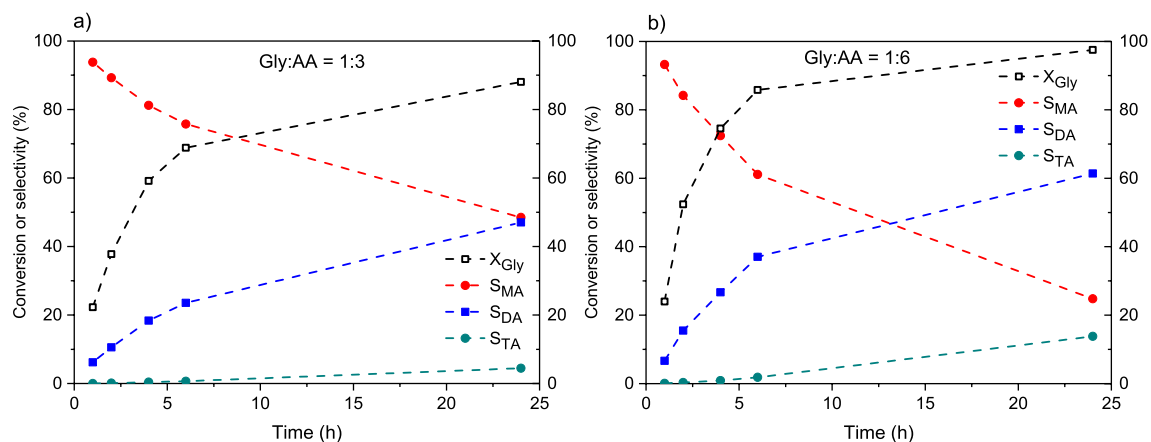 a)
Gly:AA = 1:3
Conversion or selectivity (%)
100
80
60
40
20
0
100
80
60
40
20
0
X_Gly
S_MA
S_DA
S_TA
0 5 10 15 20 25
Time (h)
b)
Gly:AA = 1:6
Conversion or selectivity (%)
100
80
60
40
20
0
100
80
60
40
20
0
X_Gly
S_MA
S_DA
S_TA
0 5 10 15 20 25
Time (h)